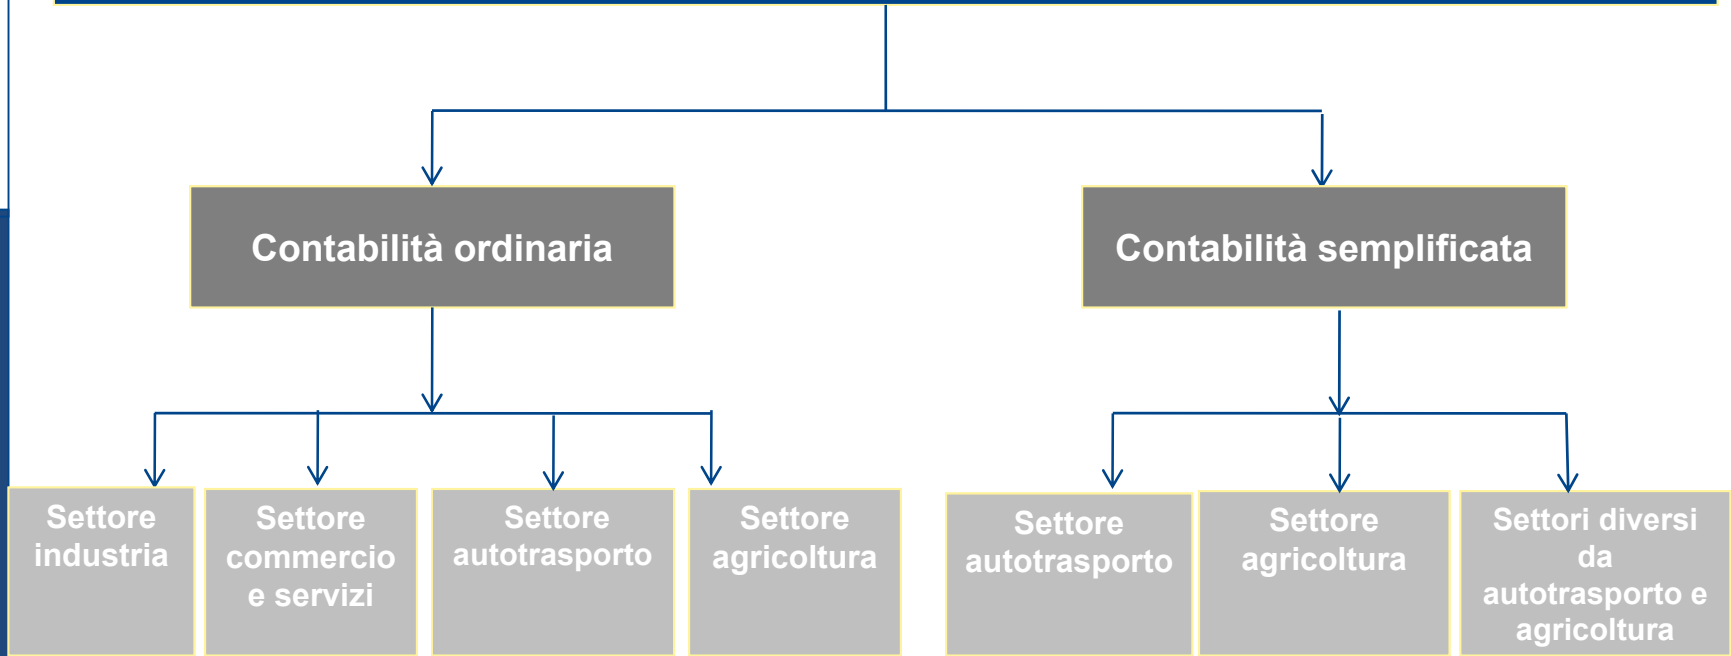 Contabilità ordinaria
Contabilità semplificata
Settore
industria
Settore
commercio
e servizi
Settore
autotrasporto
Settore
agricoltura
Settore
autotrasporto
Settore
agricoltura
Settori diversi
da
autotrasporto e
agricoltura